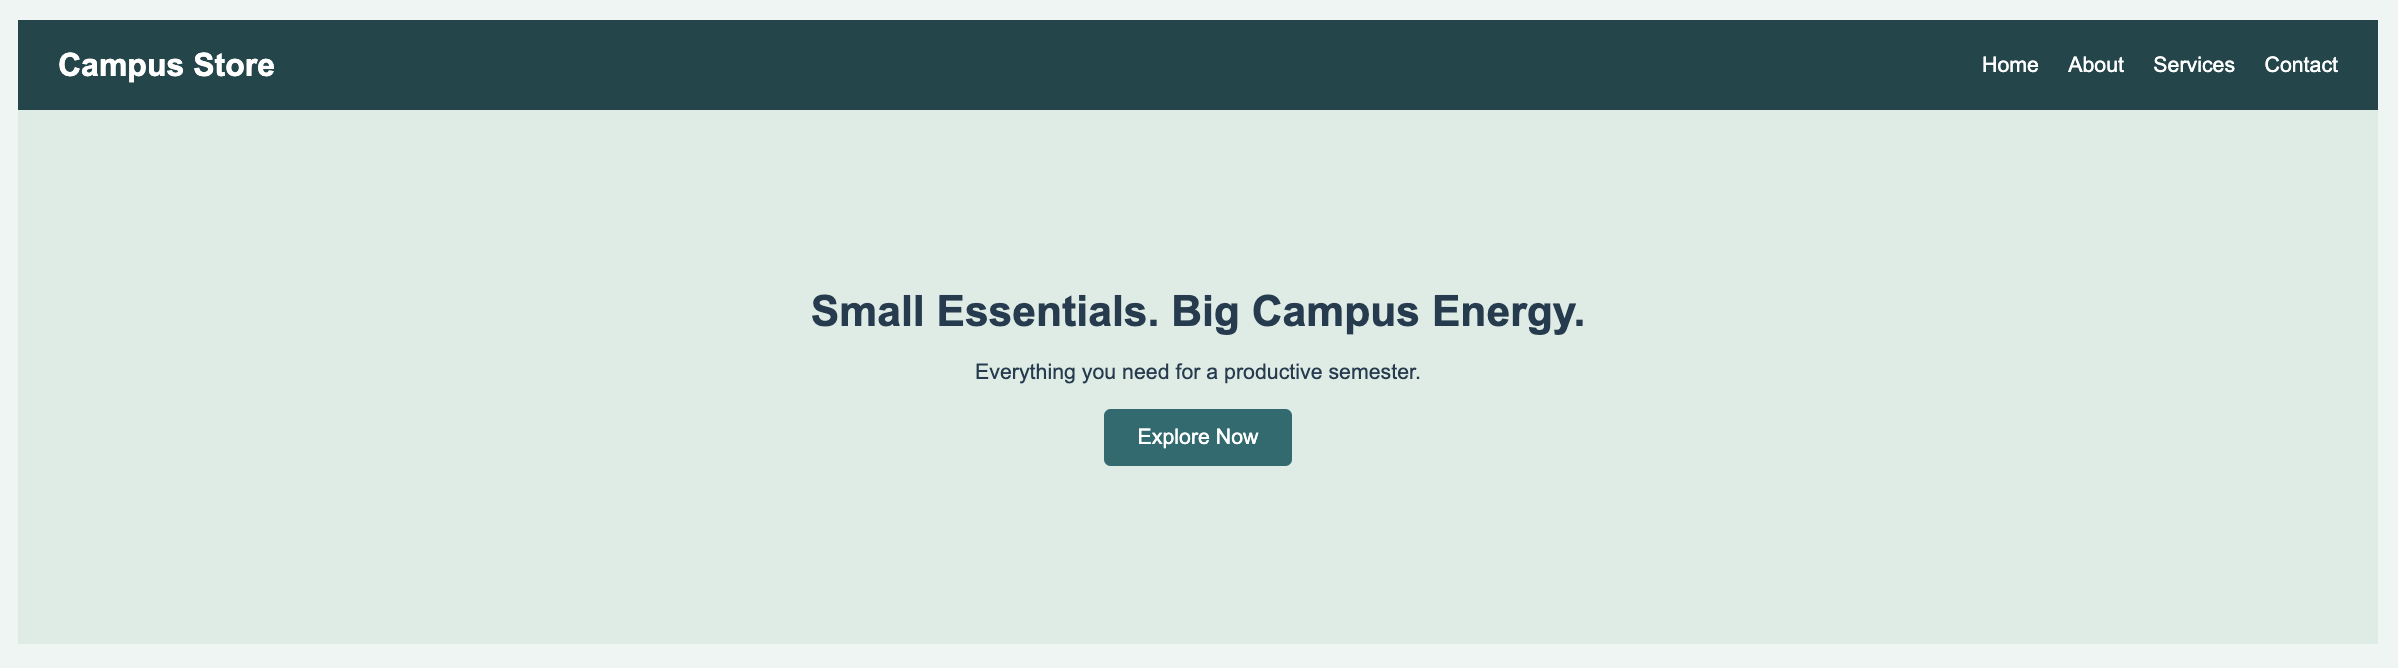 Campus Store
Home About Services Contact
Small Essentials. Big Campus Energy.
Everything you need for a productive semester.
Explore Now